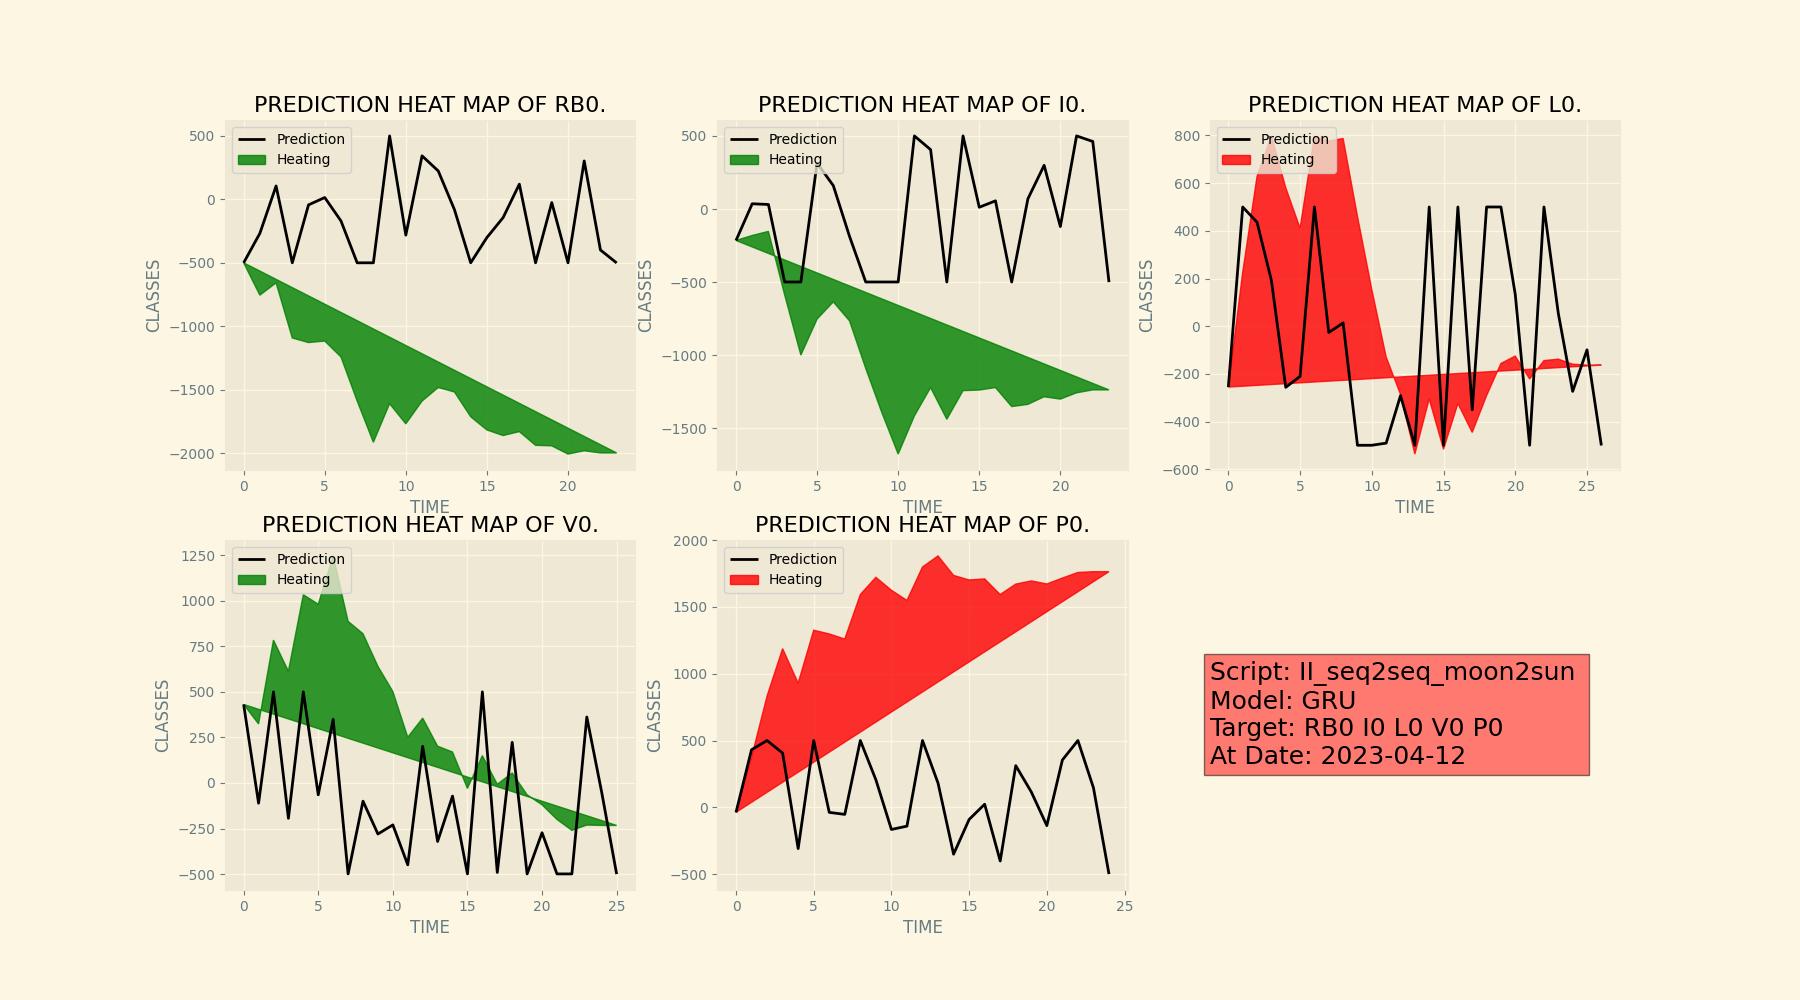 PREDICTION HEAT MAP OF RB0.
Prediction
Heating
CLASSES
500
0
−500
−1000
−1500
−2000
0 5 10 15 20
TIME
PREDICTION HEAT MAP OF I0.
Prediction
Heating
CLASSES
500
0
−500
−1000
−1500
0 5 10 15 20
TIME
PREDICTION HEAT MAP OF L0.
Prediction
Heating
CLASSES
800
600
400
200
0
−200
−400
−600
0 5 10 15 20 25
TIME
PREDICTION HEAT MAP OF V0.
Prediction
Heating
CLASSES
1250
1000
750
500
250
0
−250
−500
0 5 10 15 20 25
TIME
PREDICTION HEAT MAP OF P0.
Prediction
Heating
CLASSES
2000
1500
1000
500
0
−500
0 5 10 15 20 25
TIME
Script: II_seq2seq_moon2sun
Model: GRU
Target: RB0 I0 L0 V0 P0
At Date: 2023-04-12